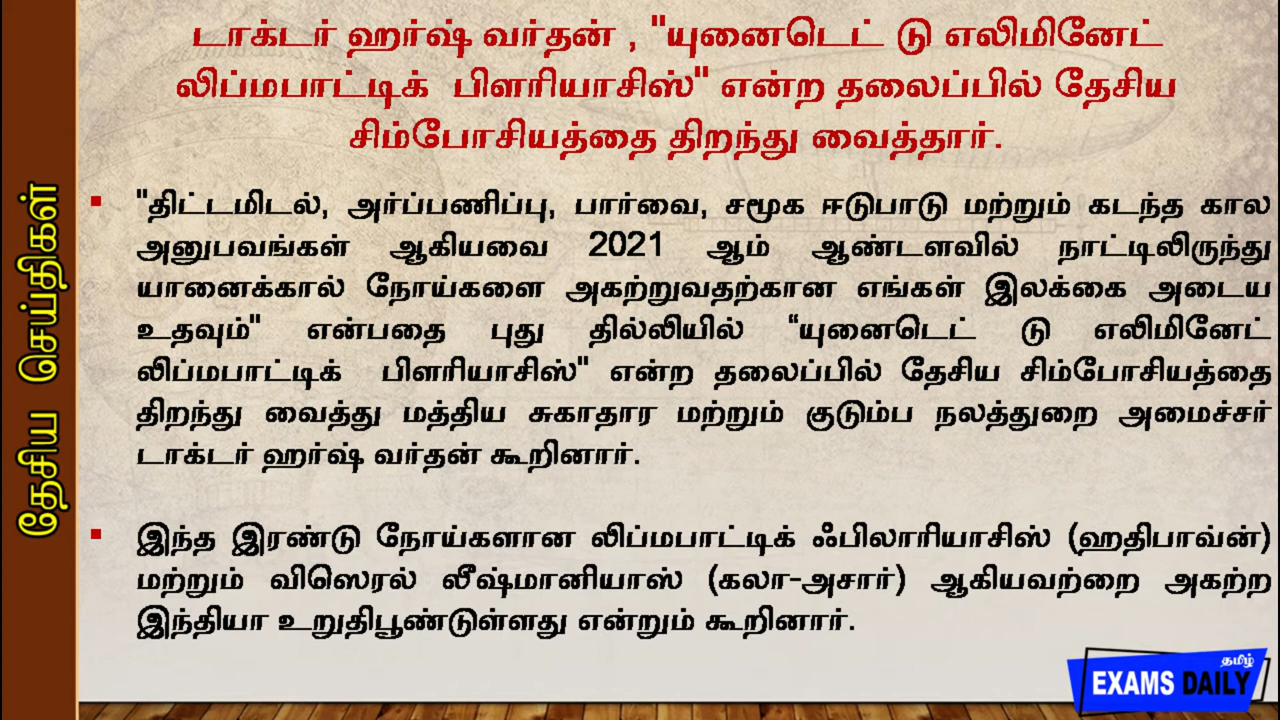 டாக்டர் ஹர்ஷ் வர்தன் , "யுனைடெட் டு எலிமினேட்
லிப்மபாட்டிக் பிளரியாசிஸ்" என்ற தலைப்பில் தேசிய
சிம்போசியத்தை திறந்து வைத்தார்.
தேசிய செய்திகள்
▪ "திட்டமிடல், அர்ப்பணிப்பு, பார்வை, சமூக ஈடுபாடு மற்றும் கடந்த கால
அனுபவங்கள் ஆகியவை 2021 ஆம் ஆண்டளவில் நாட்டிலிருந்து
யானைக்கால் நோய்களை அகற்றுவதற்கான எங்கள் இலக்கை அடைய
உதவும்" என்பதை புது தில்லியில் “யுனைடெட் டு எலிமினேட்
லிப்மபாட்டிக் பிளரியாசிஸ்" என்ற தலைப்பில் தேசிய சிம்போசியத்தை
திறந்து வைத்து மத்திய சுகாதார மற்றும் குடும்ப நலத்துறை அமைச்சர்
டாக்டர் ஹர்ஷ் வர்தன் கூறினார்.
▪ இந்த இரண்டு நோய்களான லிப்மபாட்டிக் ஃபிலாரியாசிஸ் (ஹதிபாவ்ன்)
மற்றும் விஸெரல் லீஷ்மானியாஸ் (கலா-அசார்) ஆகியவற்றை அகற்ற
இந்தியா உறுதிபூண்டுள்ளது என்றும் கூறினார்.
தமிழ்
EXAMS DAILY